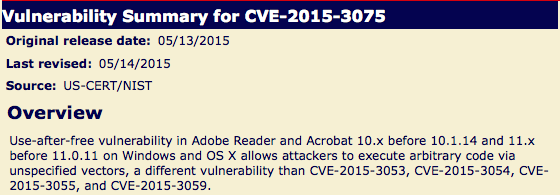 Vulnerability Summary for CVE-2015-3075
Original release date: 05/13/2015
Last revised: 05/14/2015
Source: US-CERT/NIST
Overview
Use-after-free vulnerability in Adobe Reader and Acrobat 10.x before 10.1.14 and 11.x
before 11.0.11 on Windows and OS X allows attackers to execute arbitrary code via
unspecified vectors, a different vulnerability than CVE-2015-3053, CVE-2015-3054, CVE-
2015-3055, and CVE-2015-3059.